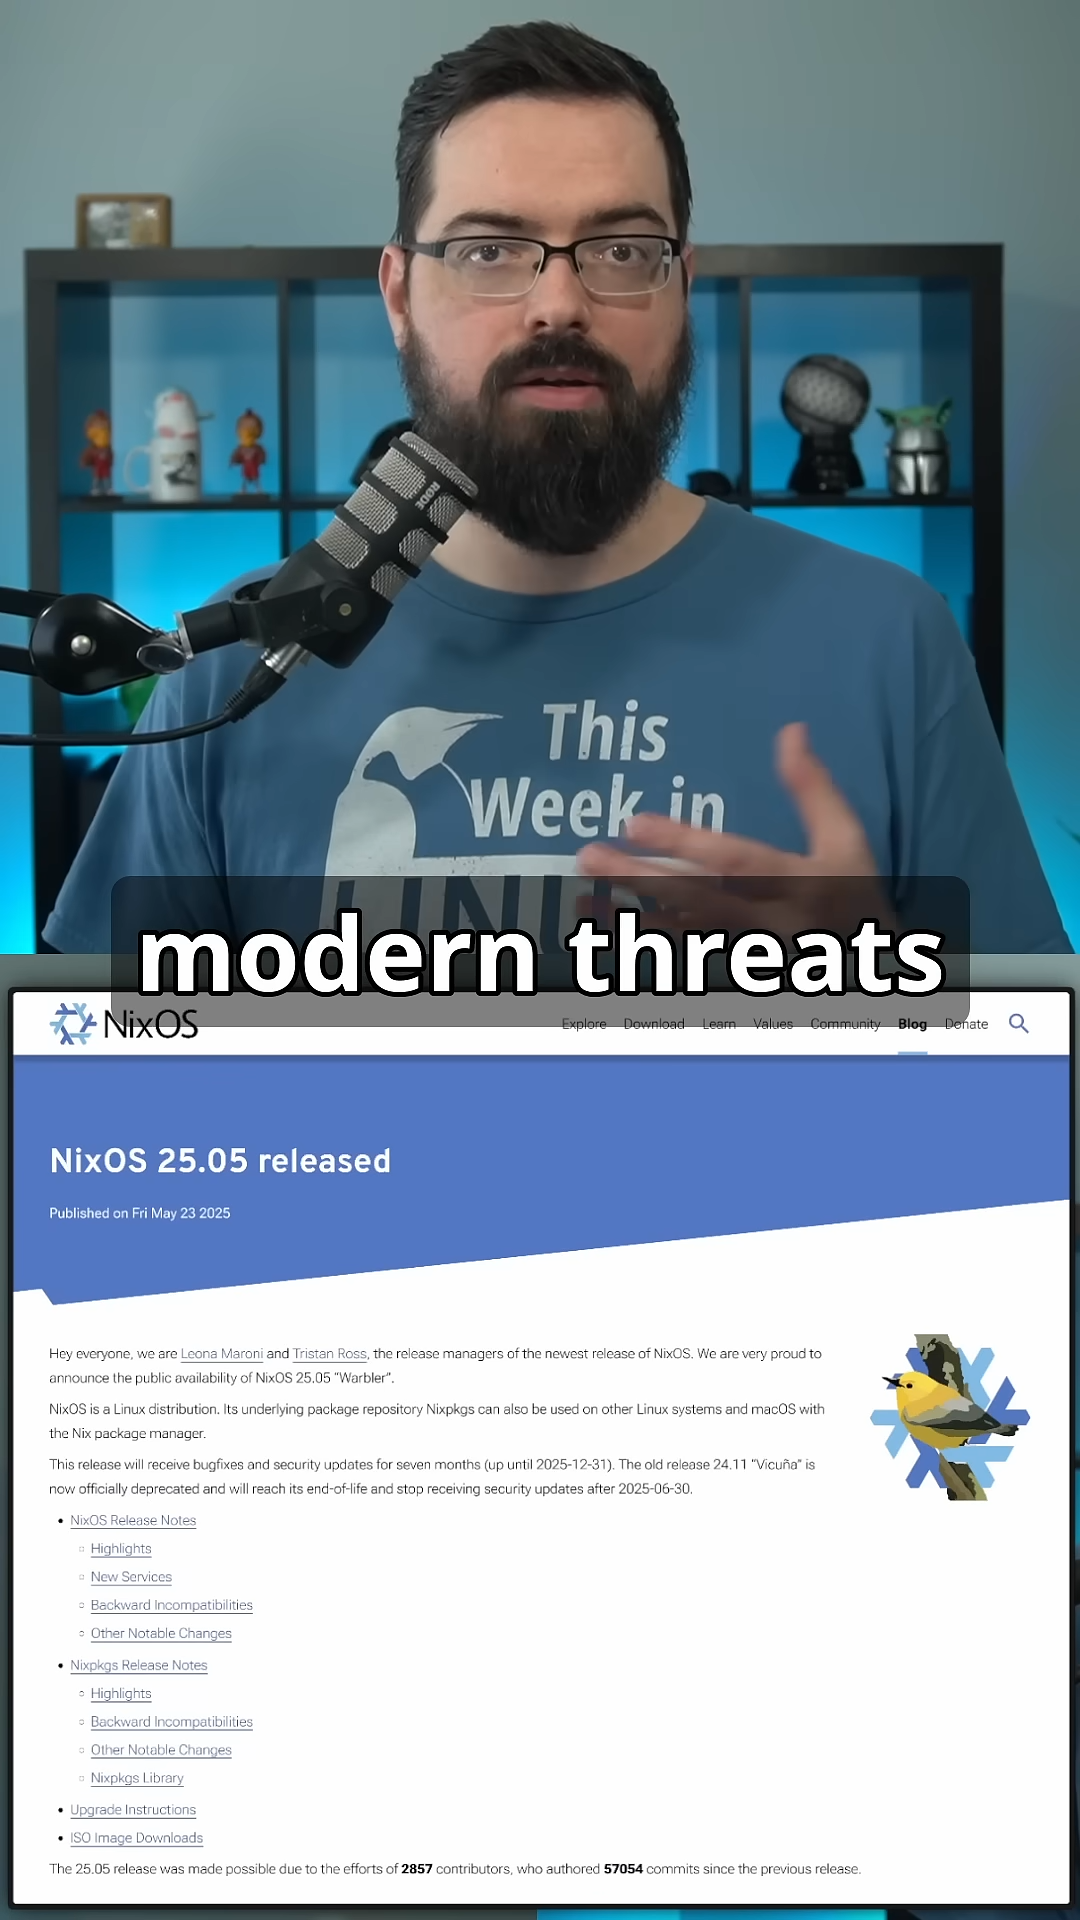 RØDE
This
Week in
LINUX
modern threats
NixOS
Explore Download Learn Values Community Blog Donate
NixOS 25.05 released
Published on Fri May 23 2025
Hey everyone, we are Leona Maroni and Tristan Ross, the release managers of the newest release of NixOS. We are very proud to
announce the public availability of NixOS 25.05 “Warbler”.
NixOS is a Linux distribution. Its underlying package repository Nixpkgs can also be used on other Linux systems and macOS with
the Nix package manager.
This release will receive bugfixes and security updates for seven months (up until 2025-12-31). The old release 24.11 “Vicuña” is
now officially deprecated and will reach its end-of-life and stop receiving security updates after 2025-06-30.
NixOS Release Notes
Highlights
New Services
Backward Incompatibilities
Other Notable Changes
Nixpkgs Release Notes
Highlights
Backward Incompatibilities
Other Notable Changes
Nixpkgs Library
Upgrade Instructions
ISO Image Downloads
The 25.05 release was made possible due to the efforts of 2857 contributors, who authored 57054 commits since the previous release.